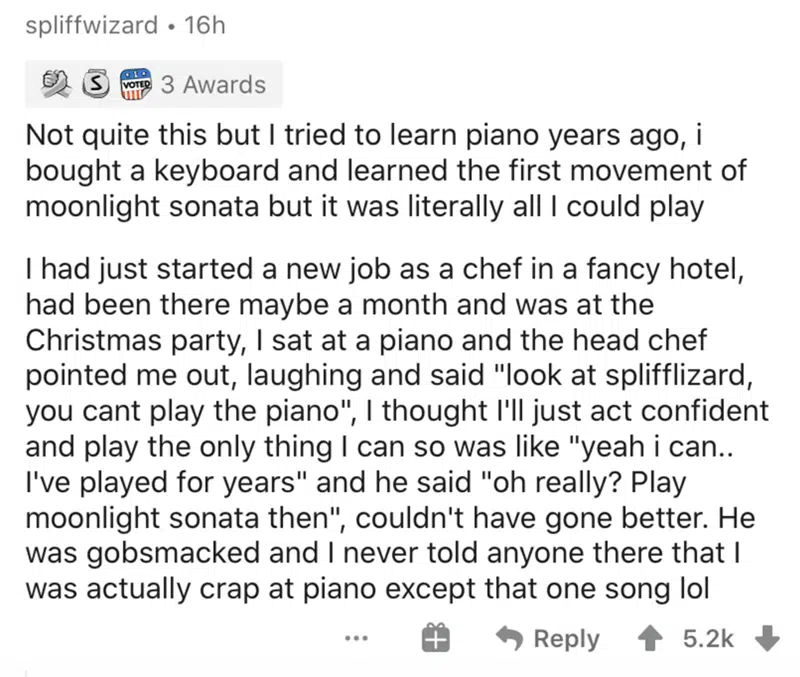 spliffwizard • 16h
S VOTED 3 Awards
Not quite this but I tried to learn piano years ago, i
bought a keyboard and learned the first movement of
moonlight sonata but it was literally all I could play
I had just started a new job as a chef in a fancy hotel,
had been there maybe a month and was at the
Christmas party, I sat at a piano and the head chef
pointed me out, laughing and said "look at splifflizard,
you cant play the piano", I thought I'll just act confident
and play the only thing I can so was like "yeah i can..
I've played for years" and he said "oh really? Play
moonlight sonata then", couldn't have gone better. He
was gobsmacked and I never told anyone there that I
was actually crap at piano except that one song lol
... Reply 5.2k